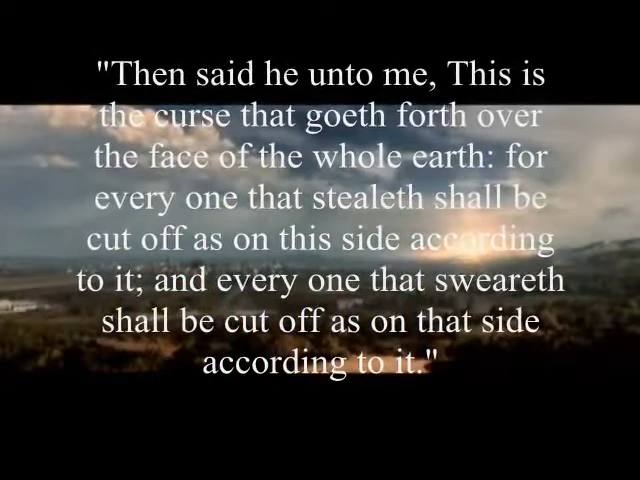 "Then said he unto me, This is
the curse that goeth forth over
the face of the whole earth: for
every one that stealeth shall be
cut off as on this side according
to it; and every one that sweareth
shall be cut off as on that side
according to it."